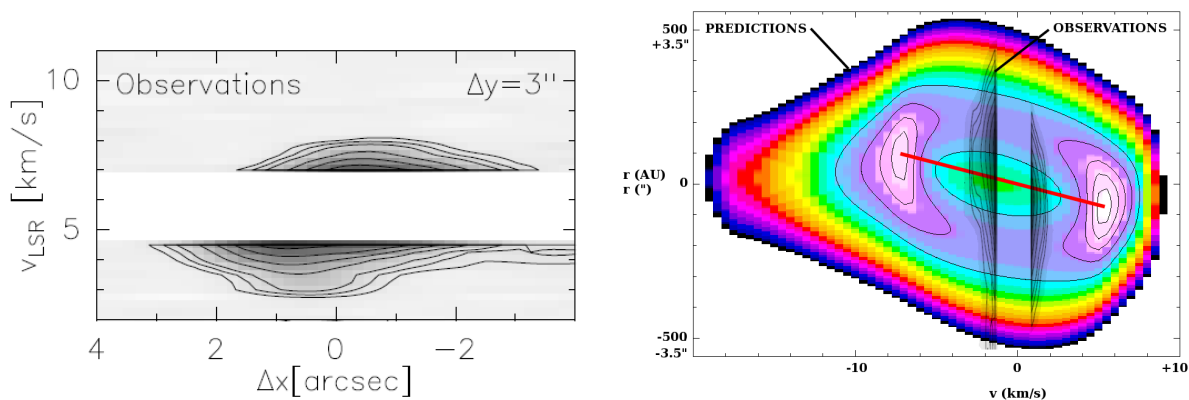 Observations
Δy=3"
10
5
v_LSR [km/s]
4
2
0
−2
Δx[arcsec]
PREDICTIONS
OBSERVATIONS
500
+3.5"
r (AU)
r (")
0
-500
-3.5"
-10
0
+10
v (km/s)